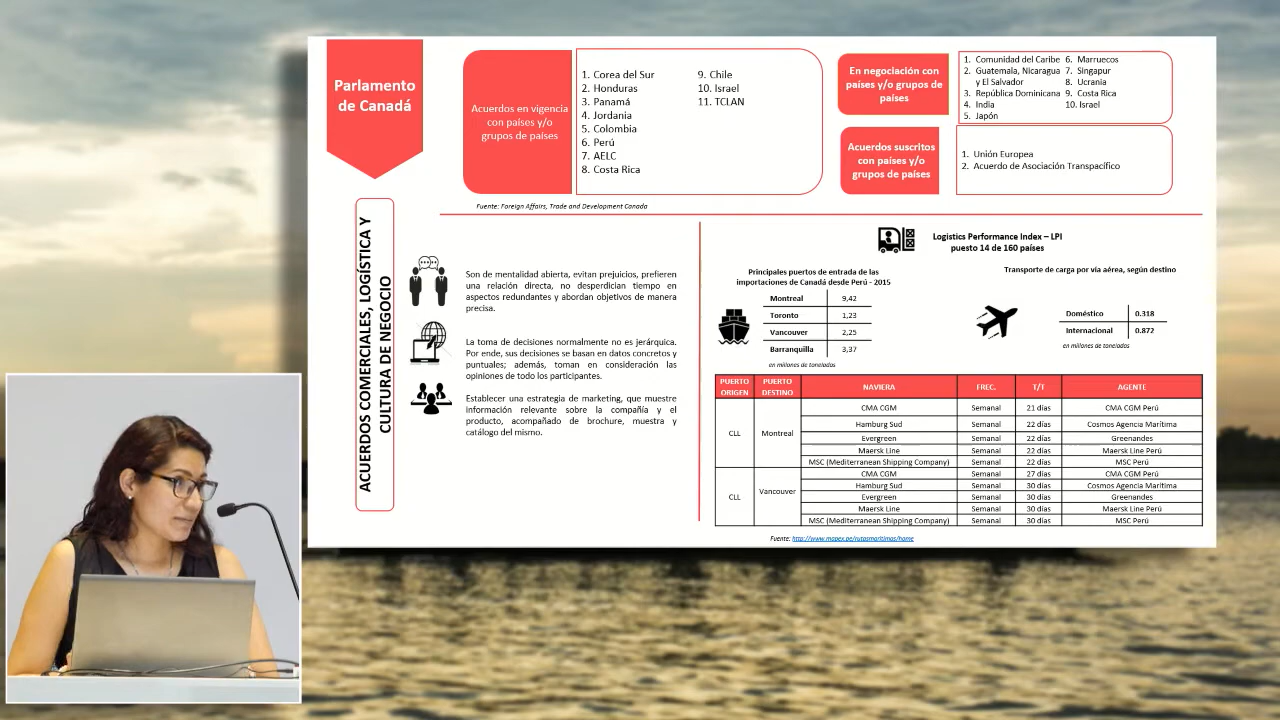 Parlamento
de Canadá
Acuerdos en vigencia
con países y/o
grupos de países
1. Corea del Sur
2. Honduras
3. Panamá
4. Jordania
5. Colombia
6. Perú
7. AELC
8. Costa Rica
9. Chile
10. Israel
11. TCLAN
En negociación con
países y/o grupos de
países
1. Comunidad del Caribe
2. Guatemala, Nicaragua
y El Salvador
3. República Dominicana
4. India
5. Japón
6. Marruecos
7. Singapur
8. Ucrania
9. Costa Rica
10. Israel
Acuerdos suscritos
con países y/o
grupos de países
1. Unión Europea
2. Acuerdo de Asociación Transpacífico
Fuente: Foreign Affairs, Trade and Development Canada
ACUERDOS COMERCIALES, LOGÍSTICA Y
CULTURA DE NEGOCIO
Son de mentalidad abierta, evitan prejuicios, prefieren
una relación directa, no desperdician tiempo en
aspectos redundantes y abordan objetivos de manera
precisa.
La toma de decisiones normalmente no es jerárquica.
Por ende, sus decisiones se basan en datos concretos y
puntuales; además, toman en consideración las
opiniones de todo los participantes.
Establecer una estrategia de marketing, que muestre
información relevante sobre la compañía y el
producto, acompañado de brochure, muestra y
catálogo del mismo.
Logistics Performance Index – LPI
puesto 14 de 160 países
Principales puertos de entrada de las
importaciones de Canadá desde Perú - 2015
Montreal 9,42
Toronto 1,23
Vancouver 2,25
Barranquilla 3,37
en millones de toneladas
Transporte de carga por vía aérea, según destino
Doméstico 0.318
Internacional 0.872
en millones de toneladas
PUERTO ORIGEN PUERTO DESTINO NAVIERA FREC. T/T AGENTE
CLL Montreal CMA CGM Semanal 21 días CMA CGM Perú
Hamburg Sud Semanal 22 días Cosmos Agencia Marítima
Evergreen Semanal 22 días Greenandes
Maersk Line Semanal 22 días Maersk Line Perú
MSC (Mediterranean Shipping Company) Semanal 22 días MSC Perú
CLL Vancouver CMA CGM Semanal 27 días CMA CGM Perú
Hamburg Sud Semanal 30 días Cosmos Agencia Marítima
Evergreen Semanal 30 días Greenandes
Maersk Line Semanal 30 días Maersk Line Perú
MSC (Mediterranean Shipping Company) Semanal 30 días MSC Perú
Fuente: http://www.mapex.pe/rutasmaritimas/home